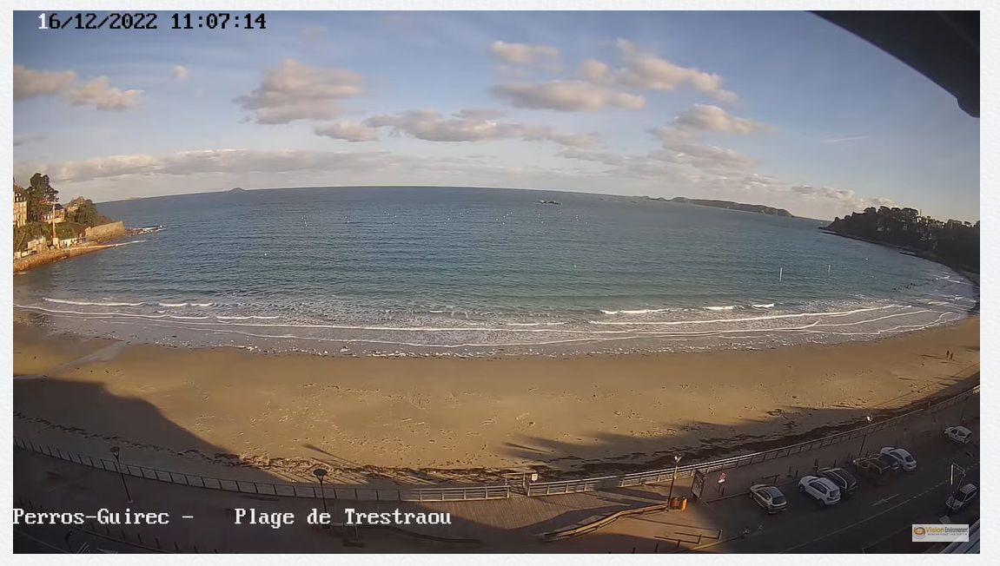 16/12/2022 11:07:14
Perros-Guirec - Plage de Trestraou
Vision Environnement